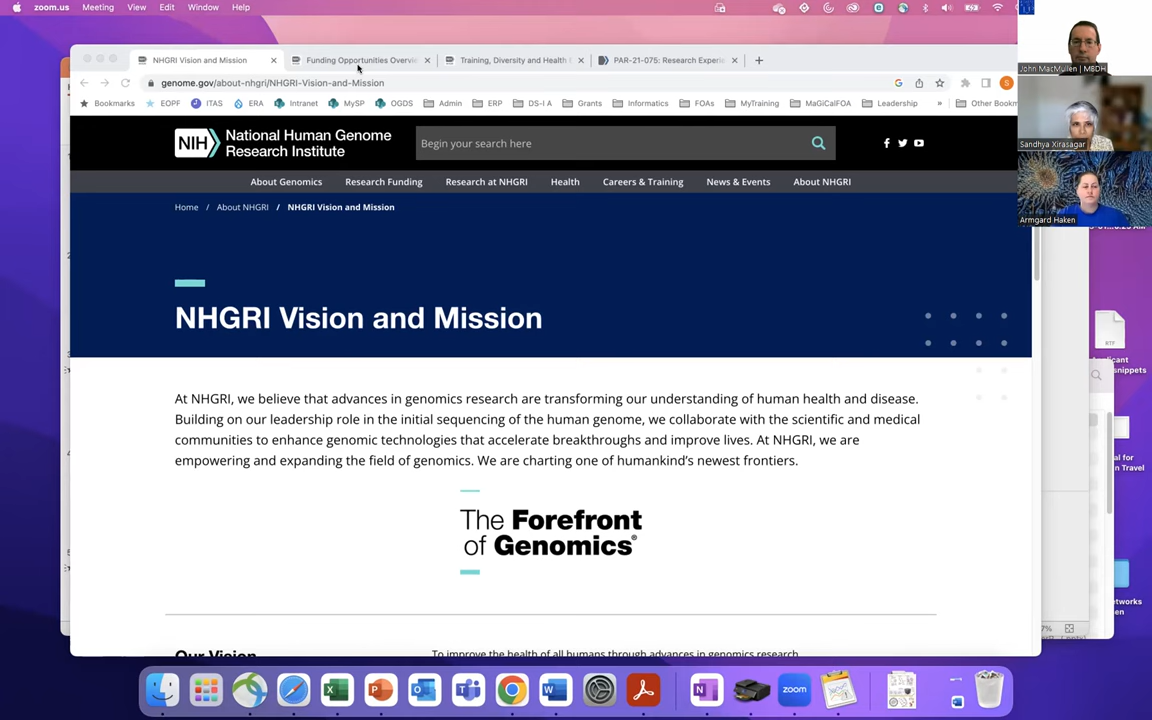 zoom.us Meeting View Edit Window Help
John MacMullen | MBDH
NHGRI Vision and Mission
Funding Opportunities Overvie
Training, Diversity and Health
PAR-21-075: Research Experie
genome.gov/about-nhgri/NHGRI-Vision-and-Mission
S
Bookmarks EOPF ITAS ERA Intranet MySP OGDS Admin ERP DS-I A Grants Informatics FOAs MyTraining MaGiCalFOA Leadership » Other Bookm
NIH National Human Genome
Research Institute
Begin your search here
Sandhya Xirasagar
About Genomics Research Funding Research at NHGRI Health Careers & Training News & Events About NHGRI
Home / About NHGRI / NHGRI Vision and Mission
Armgard Haken
NHGRI Vision and Mission
At NHGRI, we believe that advances in genomics research are transforming our understanding of human health and disease.
Building on our leadership role in the initial sequencing of the human genome, we collaborate with the scientific and medical
communities to enhance genomic technologies that accelerate breakthroughs and improve lives. At NHGRI, we are
empowering and expanding the field of genomics. We are charting one of humankind's newest frontiers.
The Forefront
of Genomics®
Our Vision
To improve the health of all humans through advances in genomics research
RTF
snippets
al for
n Travel
tworks
zoom